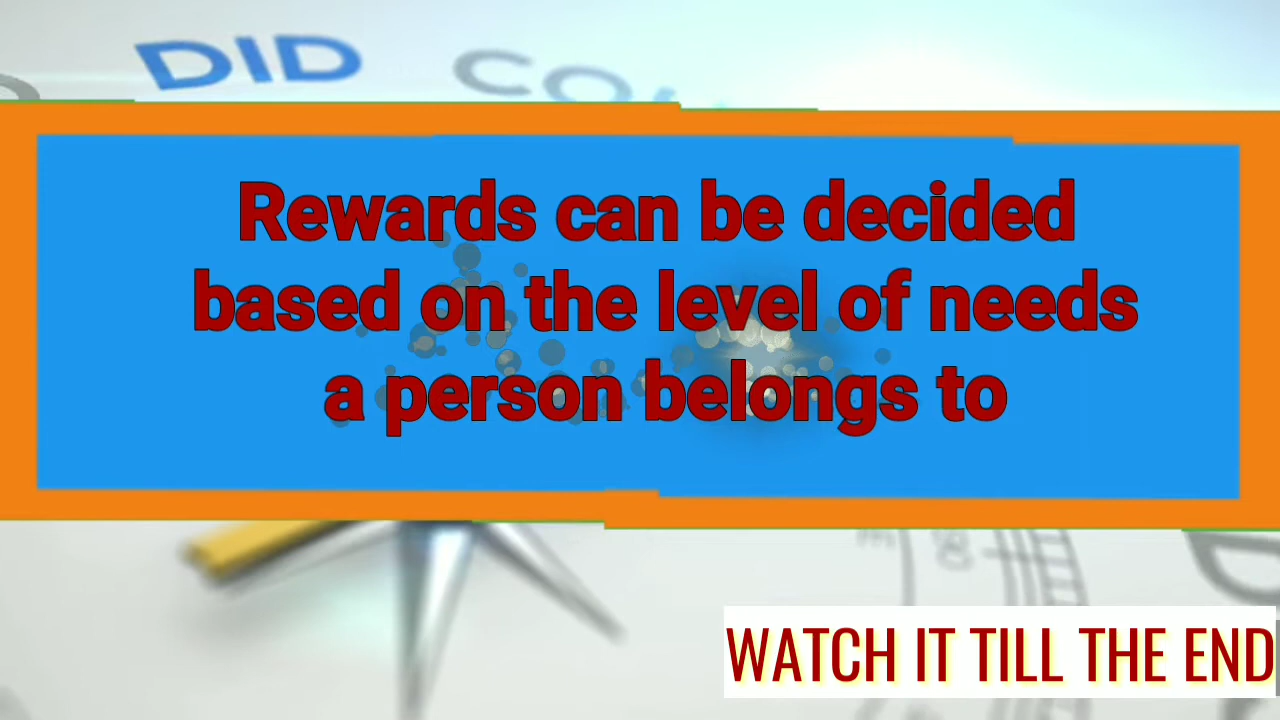 DID
Rewards can be decided
based on the level of needs
a person belongs to
WATCH IT TILL THE END